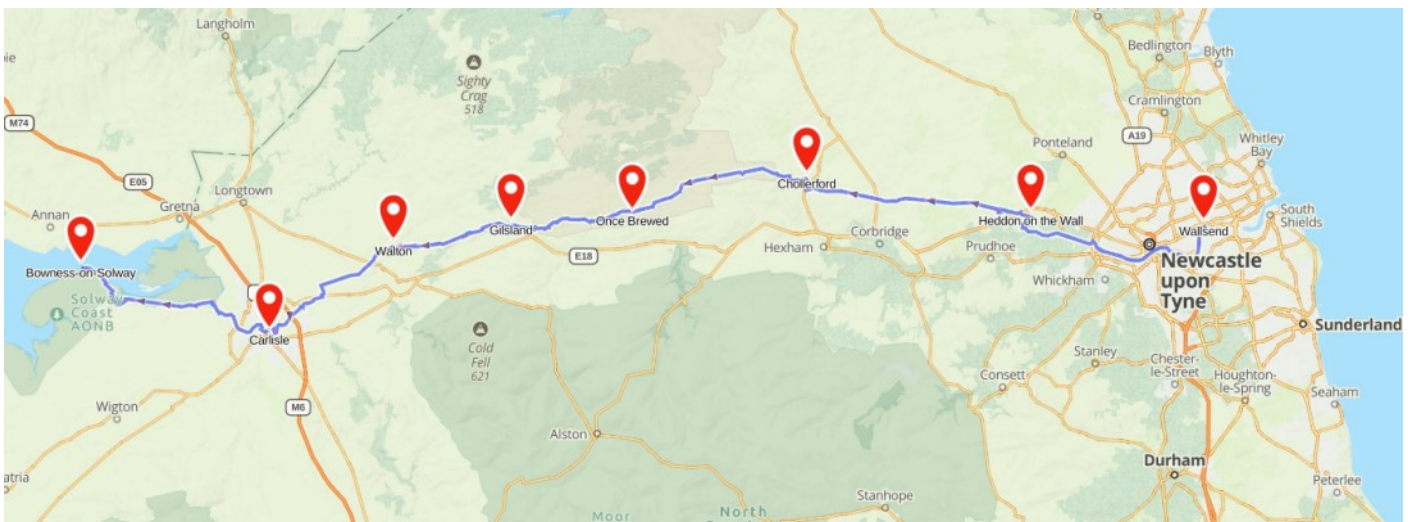 Langholm
Bedlington
Blyth
Sighty
Crag
518
Cramlington
M74
A19
Ponteland
Whitley
Bay
E05
Longtown
Chollerford
Annan
Gretna
Gilsland
Once Brewed
Heddon on the Wall
Wallsend
South
Shields
Walton
Hexham
Corbridge
Prudhoe
E18
Bowness-on-Solway
Newcastle
upon
Tyne
Whickham
Solway
Coast
AONB
Carlisle
Cold
Fell
621
Sunderland
Stanley
Chester-
le-Street
Houghton-
le-Spring
Consett
Seaham
M6
Wigton
Alston
Durham
Peterlee
Stanhope
Moor
North